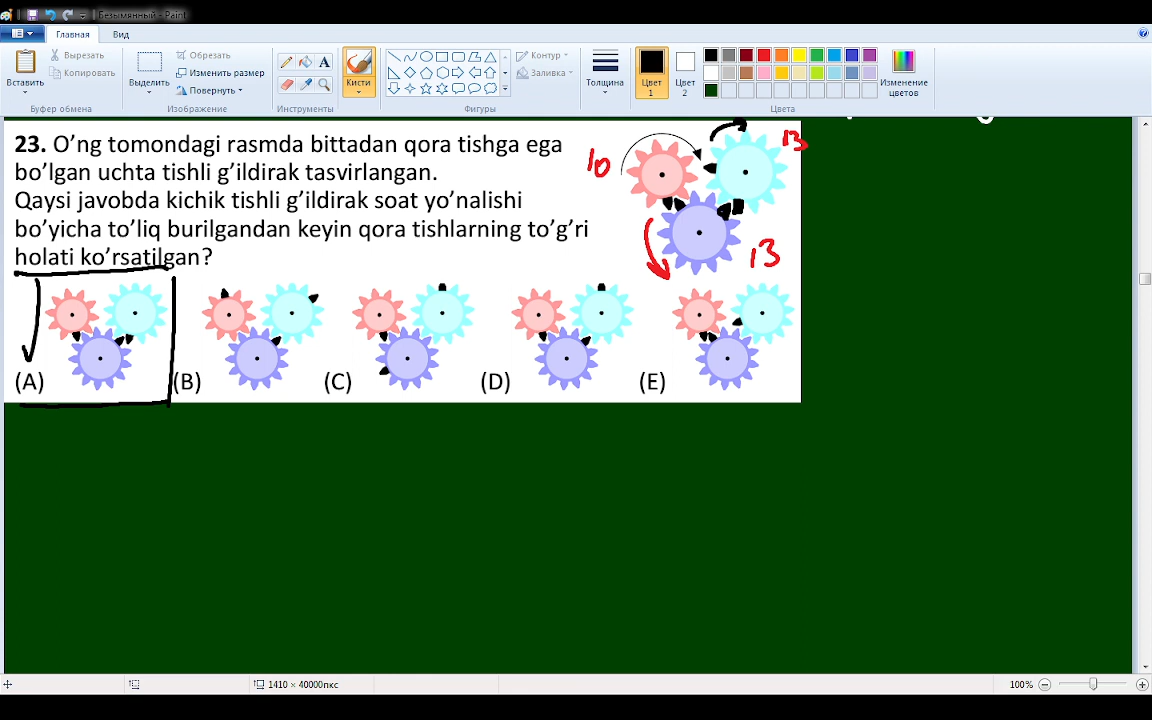 Безымянный - Paint
Главная
Вид
Вставить
Вырезать
Копировать
Буфер обмена
Выделить
Обрезать
Изменить размер
Повернуть
Изображение
Инструменты
Кисти
Контур
Заливка
Фигуры
Толщина
Цвет
1
Цвет
2
Изменение
цветов
Цвета
23. O’ng tomondagi rasmda bittadan qora tishga ega
bo’lgan uchta tishli g’ildirak tasvirlangan.
Qaysi javobda kichik tishli g’ildirak soat yo’nalishi
bo’yicha to’liq burilgandan keyin qora tishlarning to’g’ri
holati ko’rsatilgan?
10
13
13
(A)
(B)
(C)
(D)
(E)
1410 × 40000пкс
100%